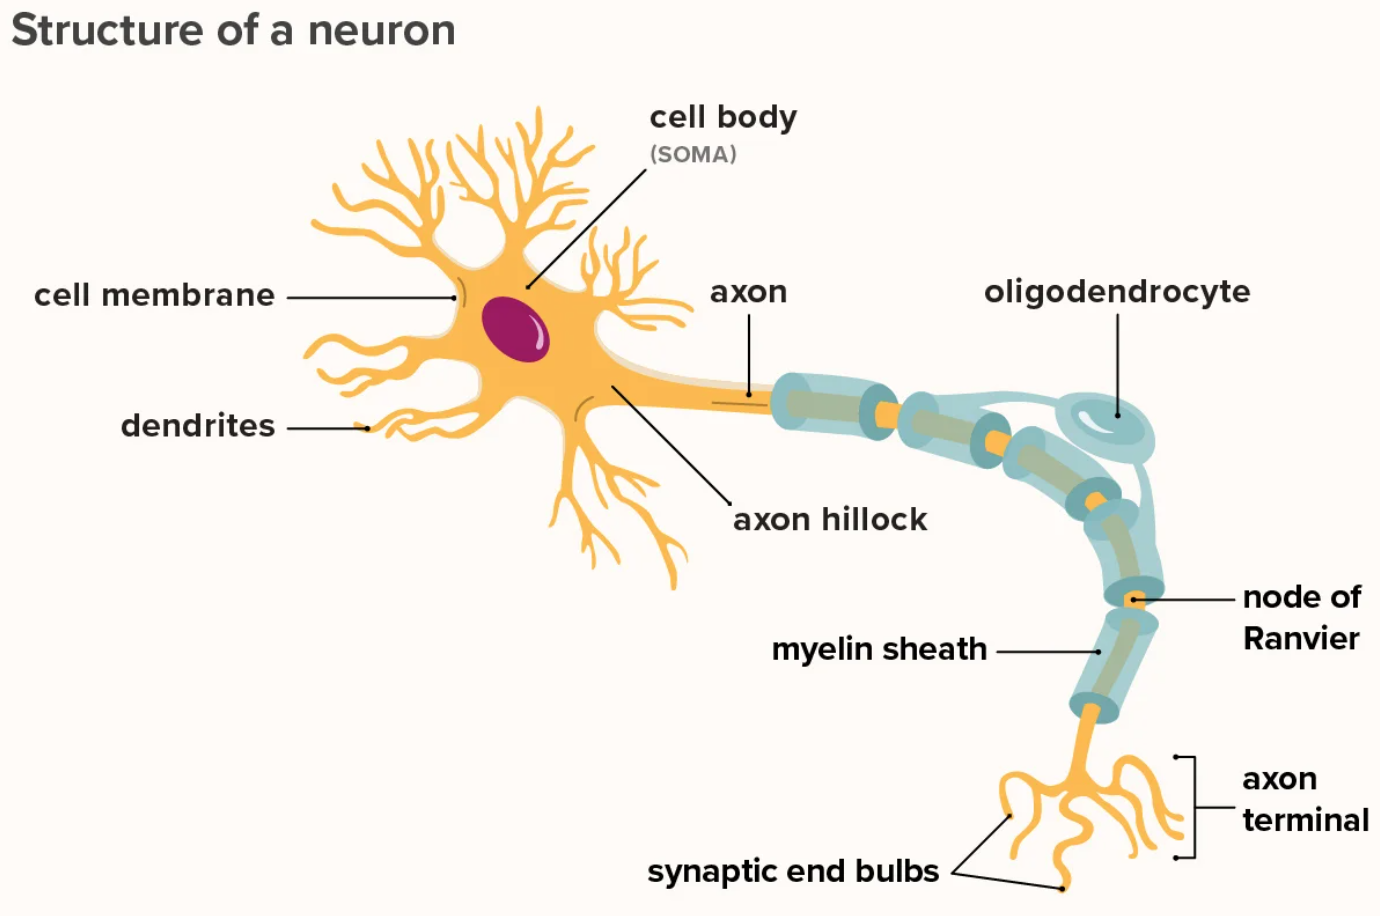 Structure of a neuron
cell body
(SOMA)
cell membrane
axon
oligodendrocyte
dendrites
axon hillock
node of
Ranvier
myelin sheath
axon
terminal
synaptic end bulbs